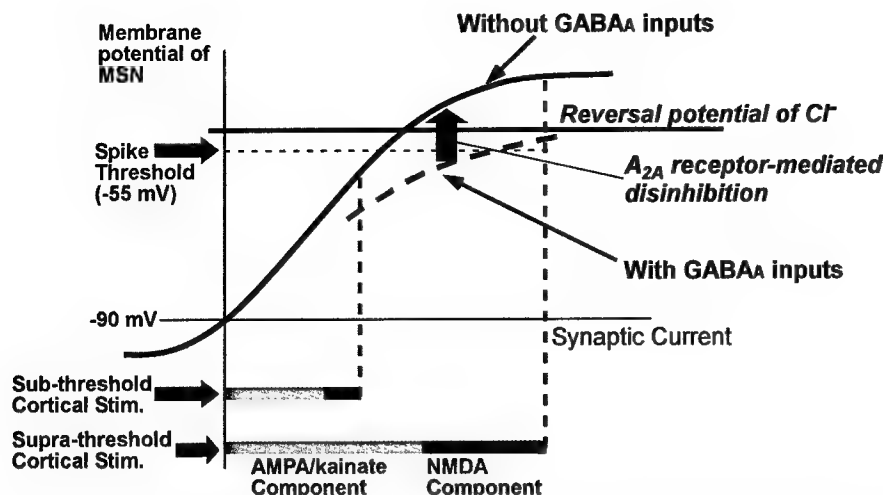 Membrane
potential of
MSN
Without GABAA inputs
Reversal potential of Cl-
Spike
Threshold
(-55 mV)
A2A receptor-mediated
disinhibition
With GABAA inputs
-90 mV
Synaptic Current
Sub-threshold
Cortical Stim.
Supra-threshold
Cortical Stim.
AMPA/kainate
Component
NMDA
Component